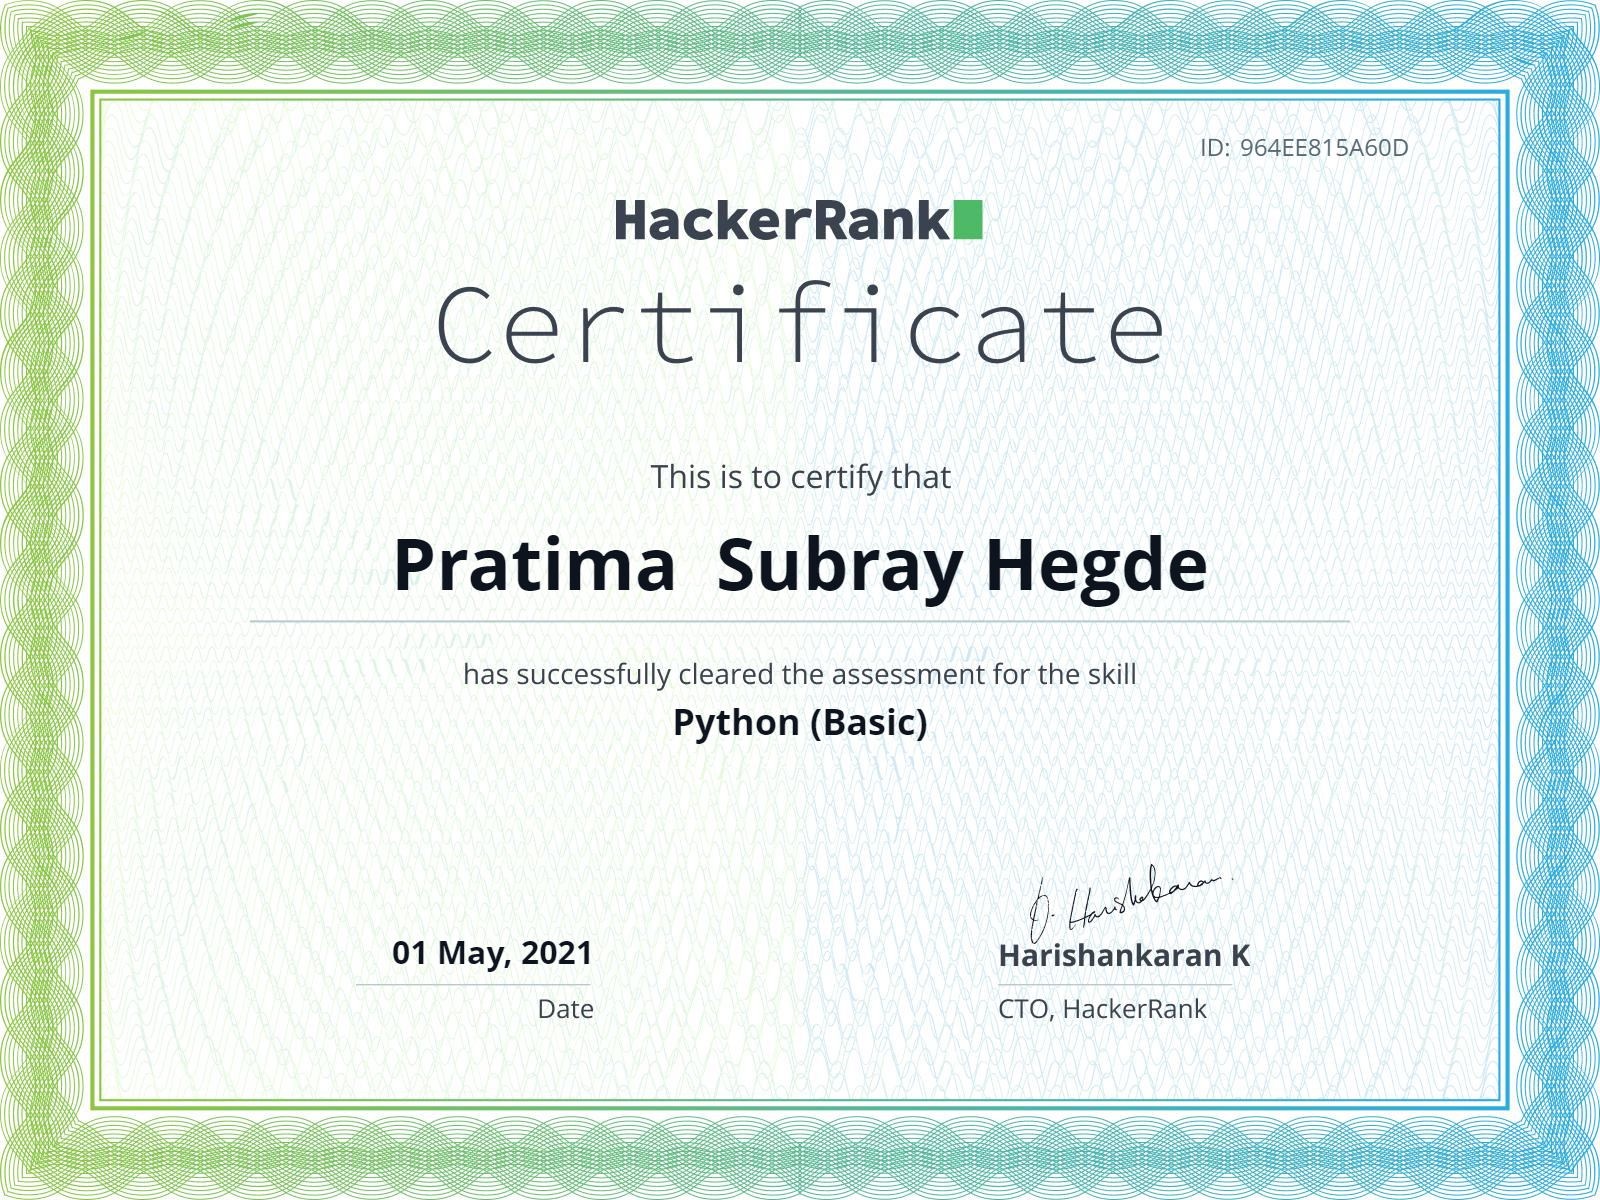 ID: 964EE815A60D
HackerRank
Certificate
This is to certify that
Pratima  Subray Hegde
has successfully cleared the assessment for the skill
Python (Basic)
J. Harishankaran
01 May, 2021
Harishankaran K
Date
CTO, HackerRank